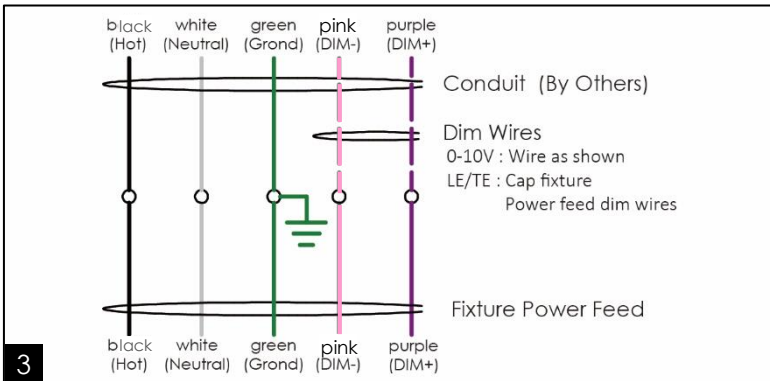 black white green pink purple
(Hot) (Neutral) (Grond) (DIM-) (DIM+)
Conduit (By Others)
Dim Wires
0-10V : Wire as shown
LE/TE : Cap fixture
Power feed dim wires
Fixture Power Feed
black white green pink purple
(Hot) (Neutral) (Grond) (DIM-) (DIM+)
3